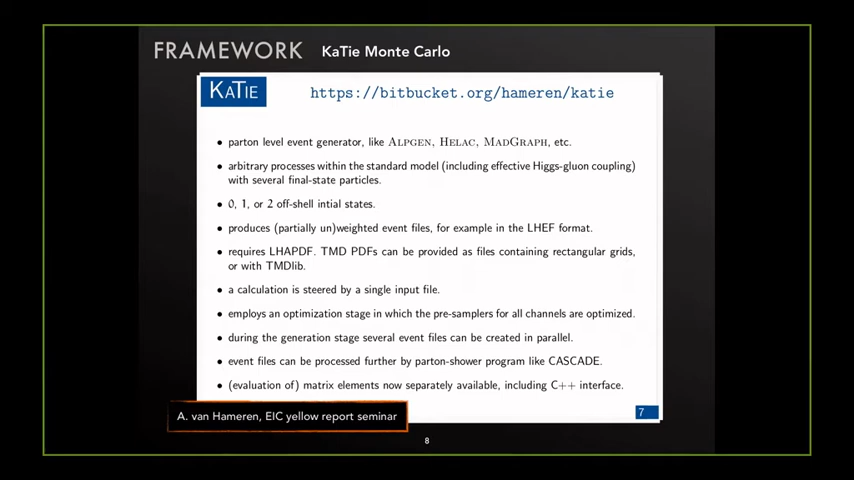 FRAMEWORK KaTie Monte Carlo
KATIE https://bitbucket.org/hameren/katie
• parton level event generator, like ALPGEN, HELAC, MADGRAPH, etc.
• arbitrary processes within the standard model (including effective Higgs-gluon coupling)
with several final-state particles.
• 0, 1, or 2 off-shell intial states.
• produces (partially un)weighted event files, for example in the LHEF format.
• requires LHAPDF. TMD PDFs can be provided as files containing rectangular grids,
or with TMDlib.
• a calculation is steered by a single input file.
• employs an optimization stage in which the pre-samplers for all channels are optimized.
• during the generation stage several event files can be created in parallel.
• event files can be processed further by parton-shower program like CASCADE.
• (evaluation of) matrix elements now separately available, including C++ interface.
7
A. van Hameren, EIC yellow report seminar
8